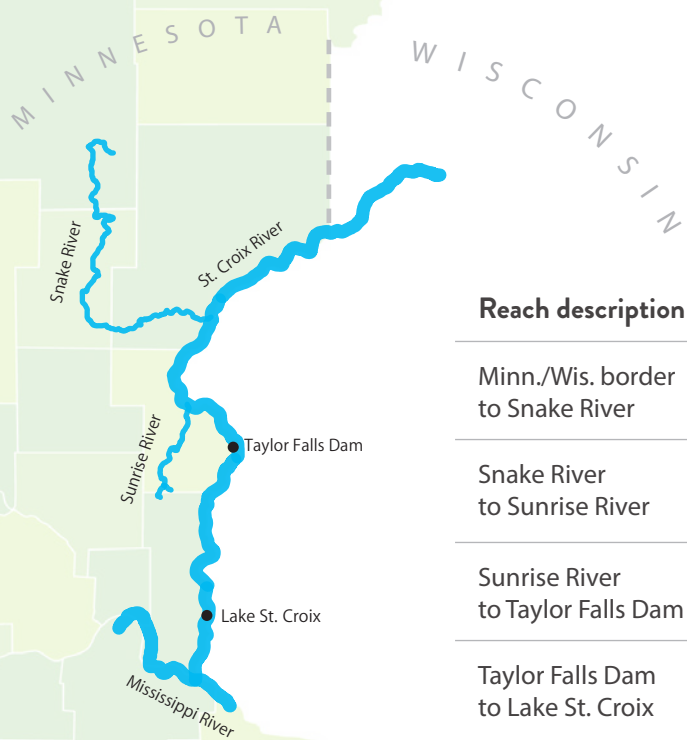 MINNESOTA
WISCONSIN
St. Croix River
Snake River
Sunrise River
Taylor Falls Dam
Lake St. Croix
Mississippi River
Reach description
Minn./Wis. border
to Snake River
Snake River
to Sunrise River
Sunrise River
to Taylor Falls Dam
Taylor Falls Dam
to Lake St. Croix